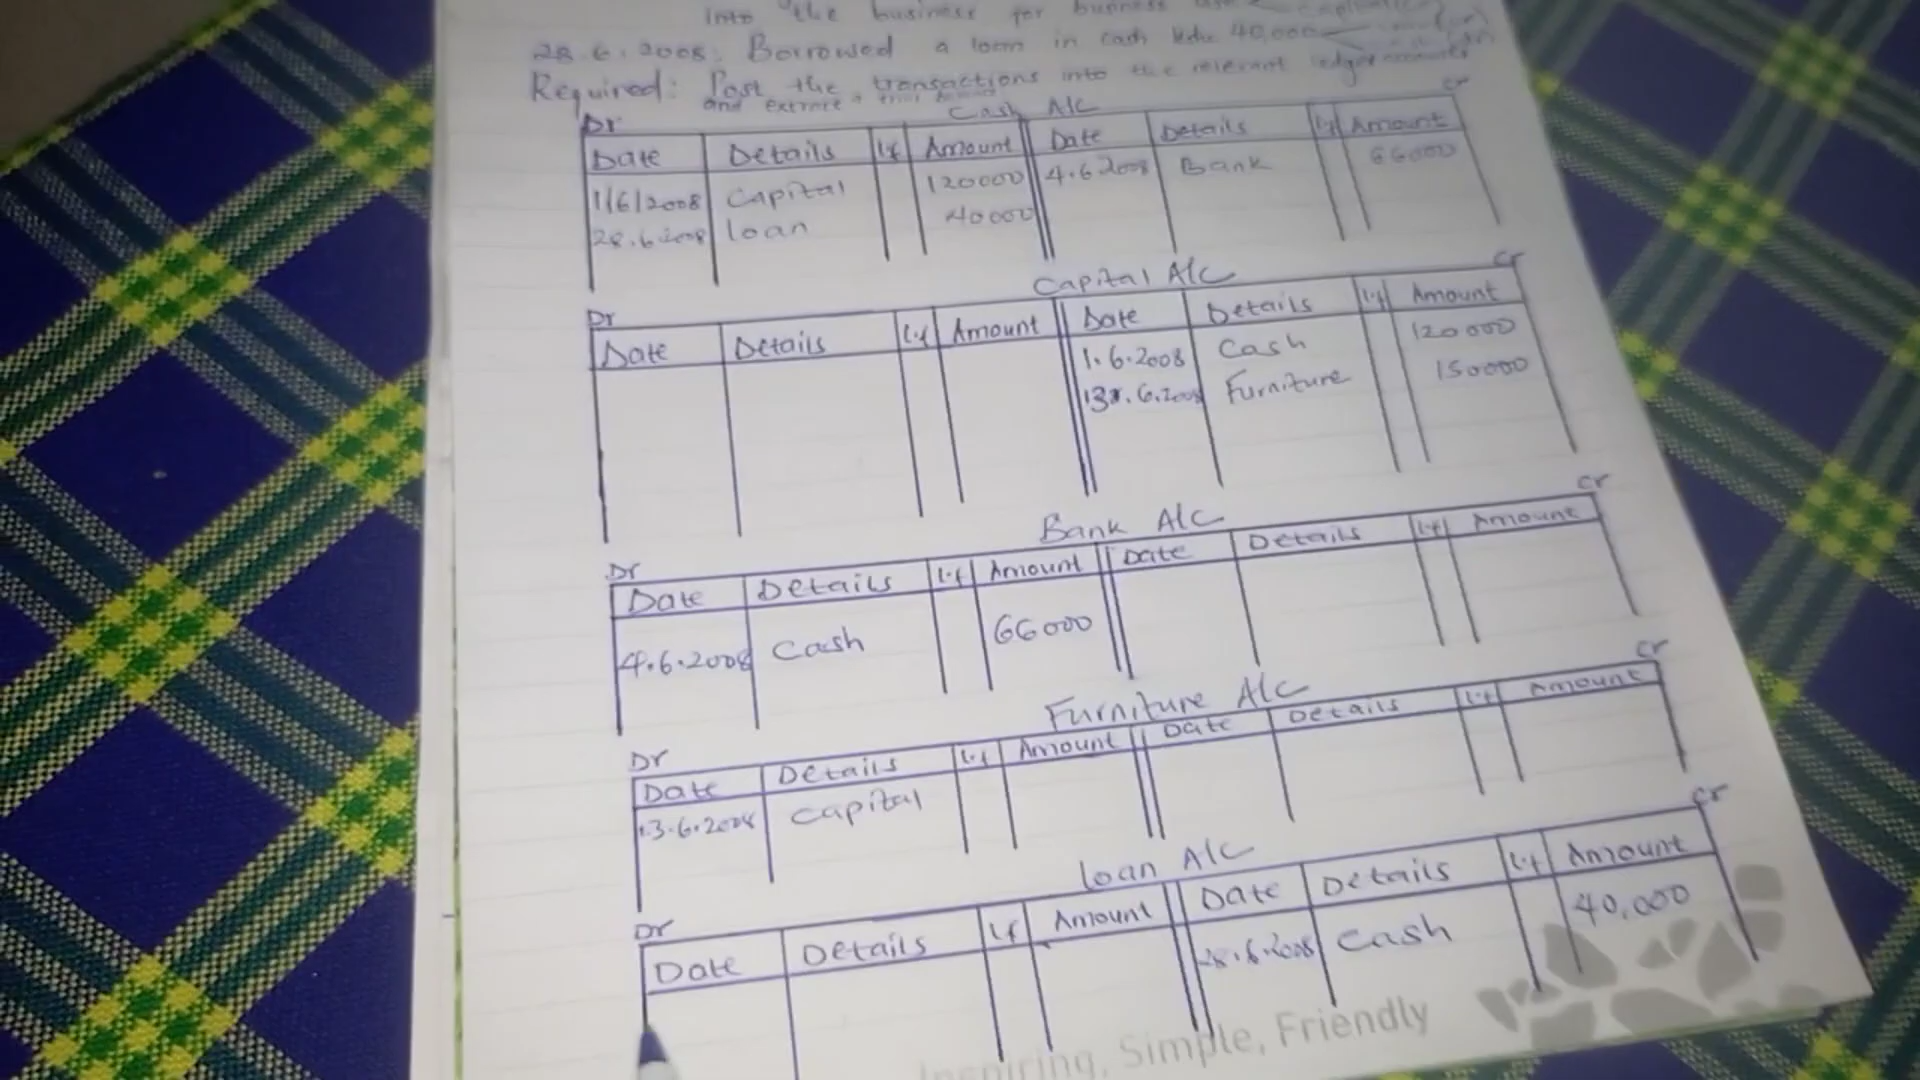 into the business for business use
28.6.2008: Borrowed a loan in cash 40,000
Required: Post the transactions into the relevant ledger accounts
and extract a trial balance
Cash A/C
Dr Cr
Date Details l.f Amount Date Details l.f Amount
1/6/2008 Capital 120000 4.6.2008 Bank 66000
28.6.2008 loan 40000
Capital A/C
Dr Cr
Date Details l.f Amount Date Details l.f Amount
1.6.2008 Cash 120000
13.6.2008 Furniture 150000
Bank A/C
Dr Cr
Date Details l.f Amount Date Details l.f Amount
4.6.2008 Cash 66000
Furniture A/C
Dr Cr
Date Details l.f Amount Date Details l.f Amount
13.6.2008 Capital
loan A/C
Dr Cr
Date Details l.f Amount Date Details l.f Amount
28.6.2008 Cash 40,000
Inspiring, Simple, Friendly